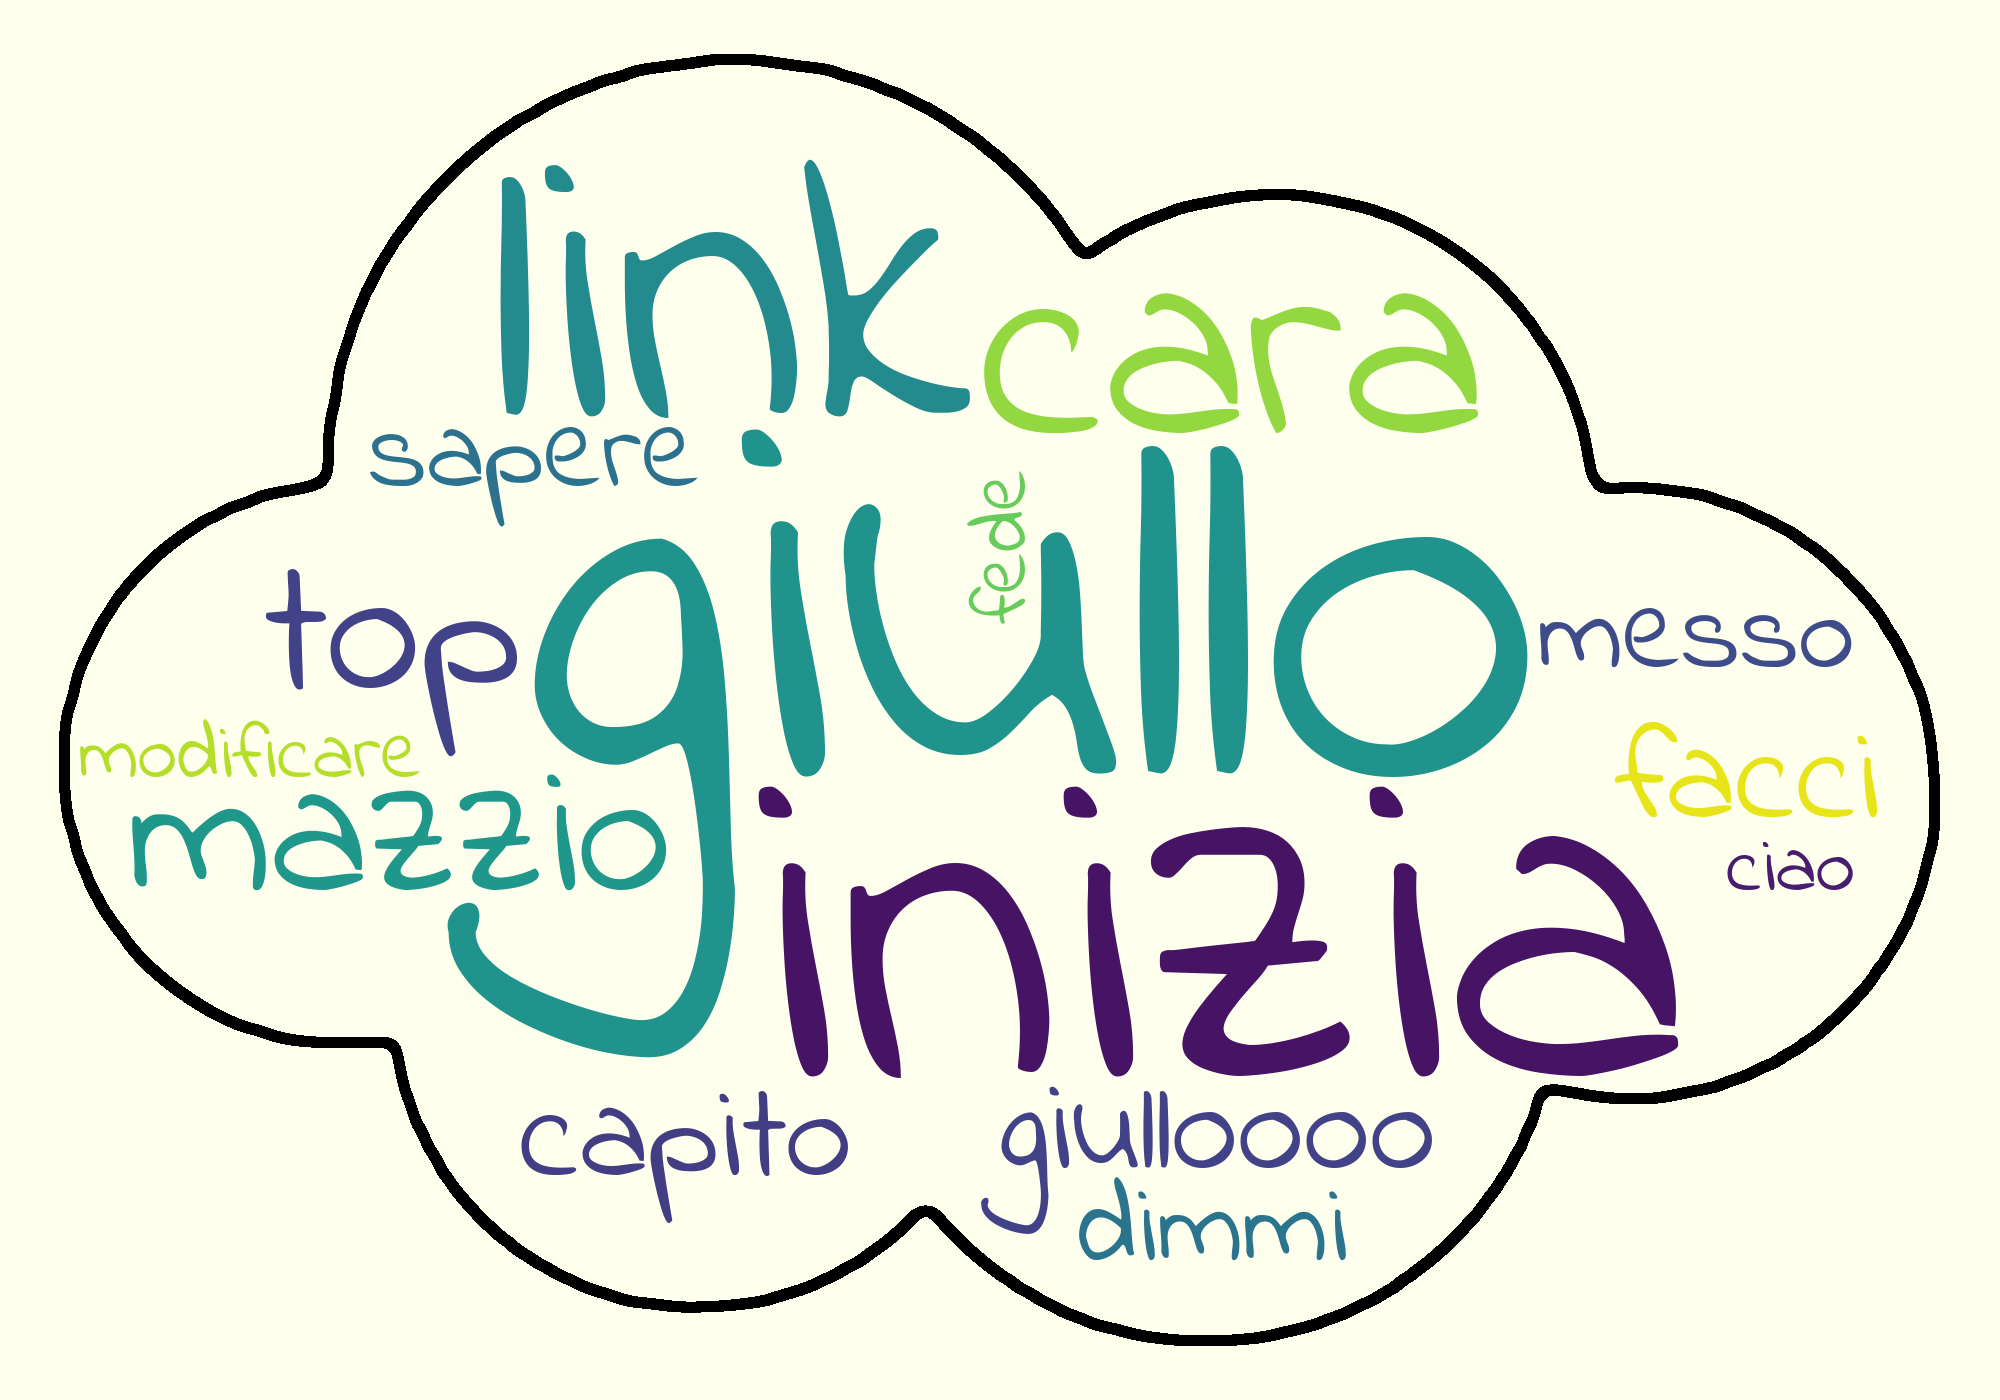 link
cara
sapere
fede
giullo
top
messo
modificare
facci
mazzio
inizia
ciao
capito
giulloooo
dimmi